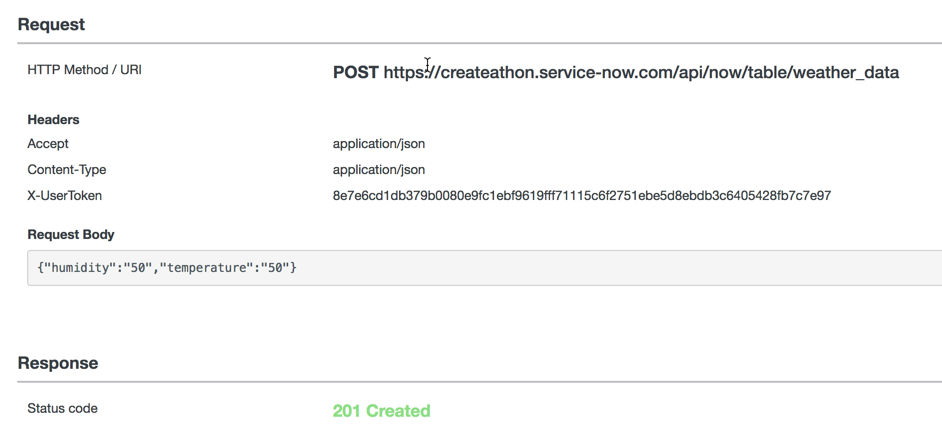 Request
HTTP Method / URI POST https://createathon.service-now.com/api/now/table/weather_data
Headers
Accept application/json
Content-Type application/json
X-UserToken 8e7e6cd1db379b0080e9fc1ebf9619fff71115c6f2751ebe5d8ebdb3c6405428fb7c7e97
Request Body
{"humidity":"50","temperature":"50"}
Response
Status code 201 Created